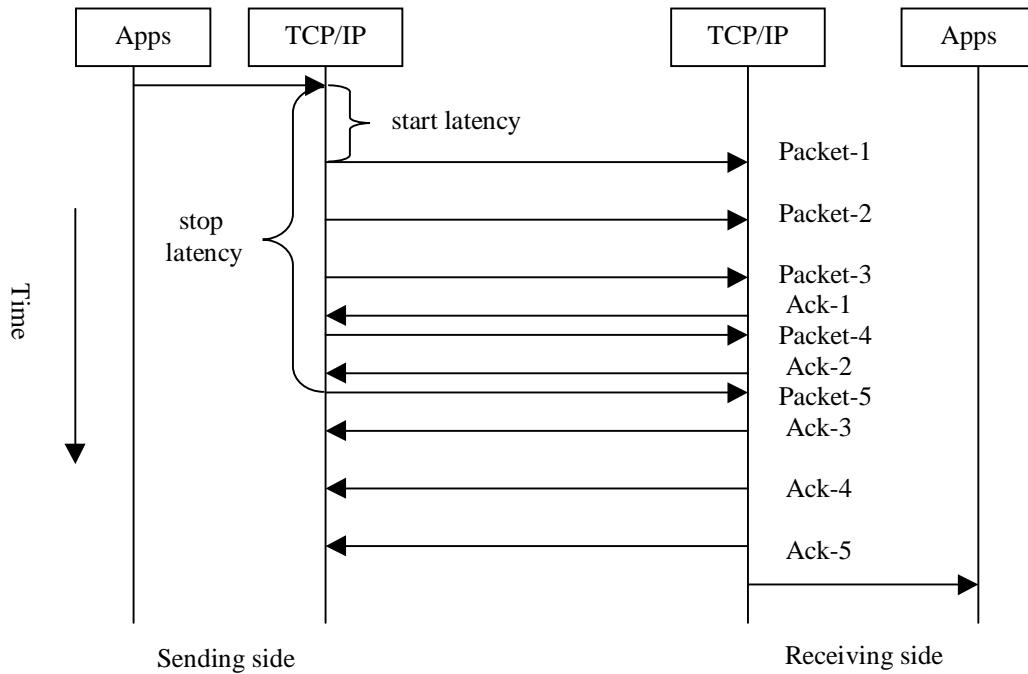 Apps
TCP/IP
TCP/IP
Apps
start latency
stop
latency
Time
Packet-1
Packet-2
Packet-3
Ack-1
Packet-4
Ack-2
Packet-5
Ack-3
Ack-4
Ack-5
Sending side
Receiving side